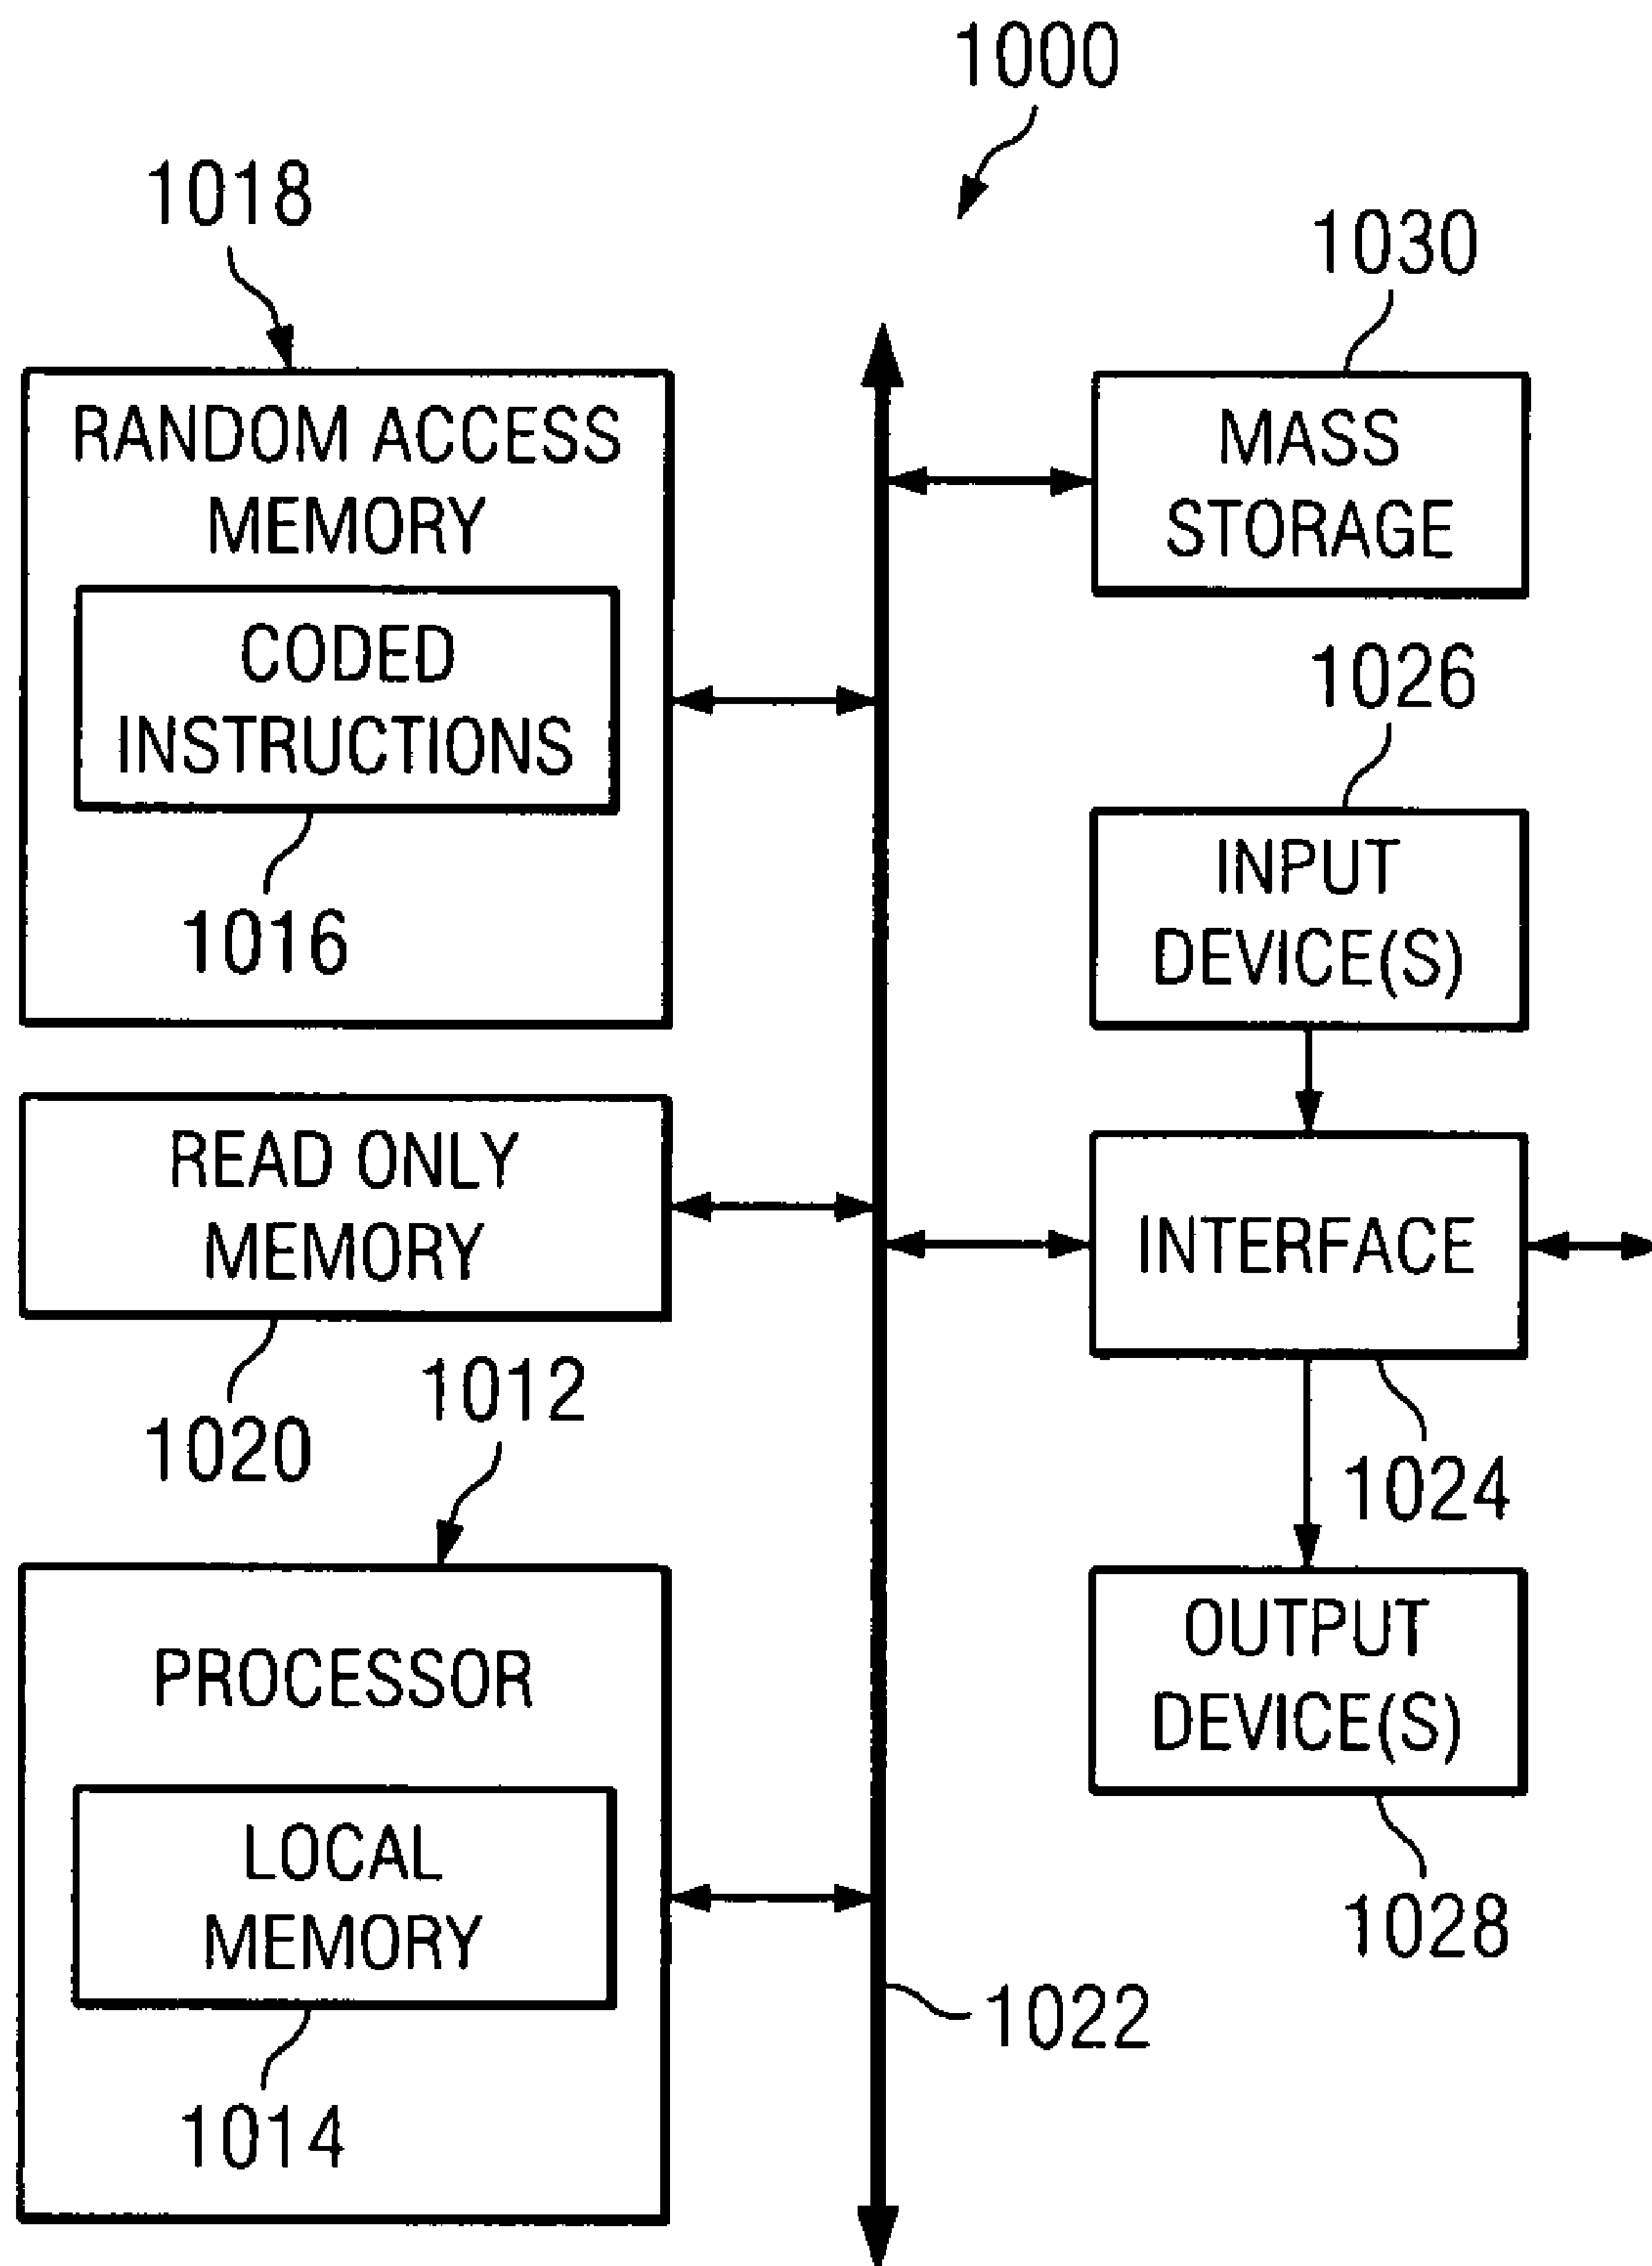 1000
1018
RANDOM ACCESS
MEMORY
CODED
INSTRUCTIONS
1016
1030
MASS
STORAGE
1026
INPUT
DEVICE(S)
READ ONLY
MEMORY
1020
INTERFACE
1024
1012
PROCESSOR
LOCAL
MEMORY
1014
OUTPUT
DEVICE(S)
1028
1022